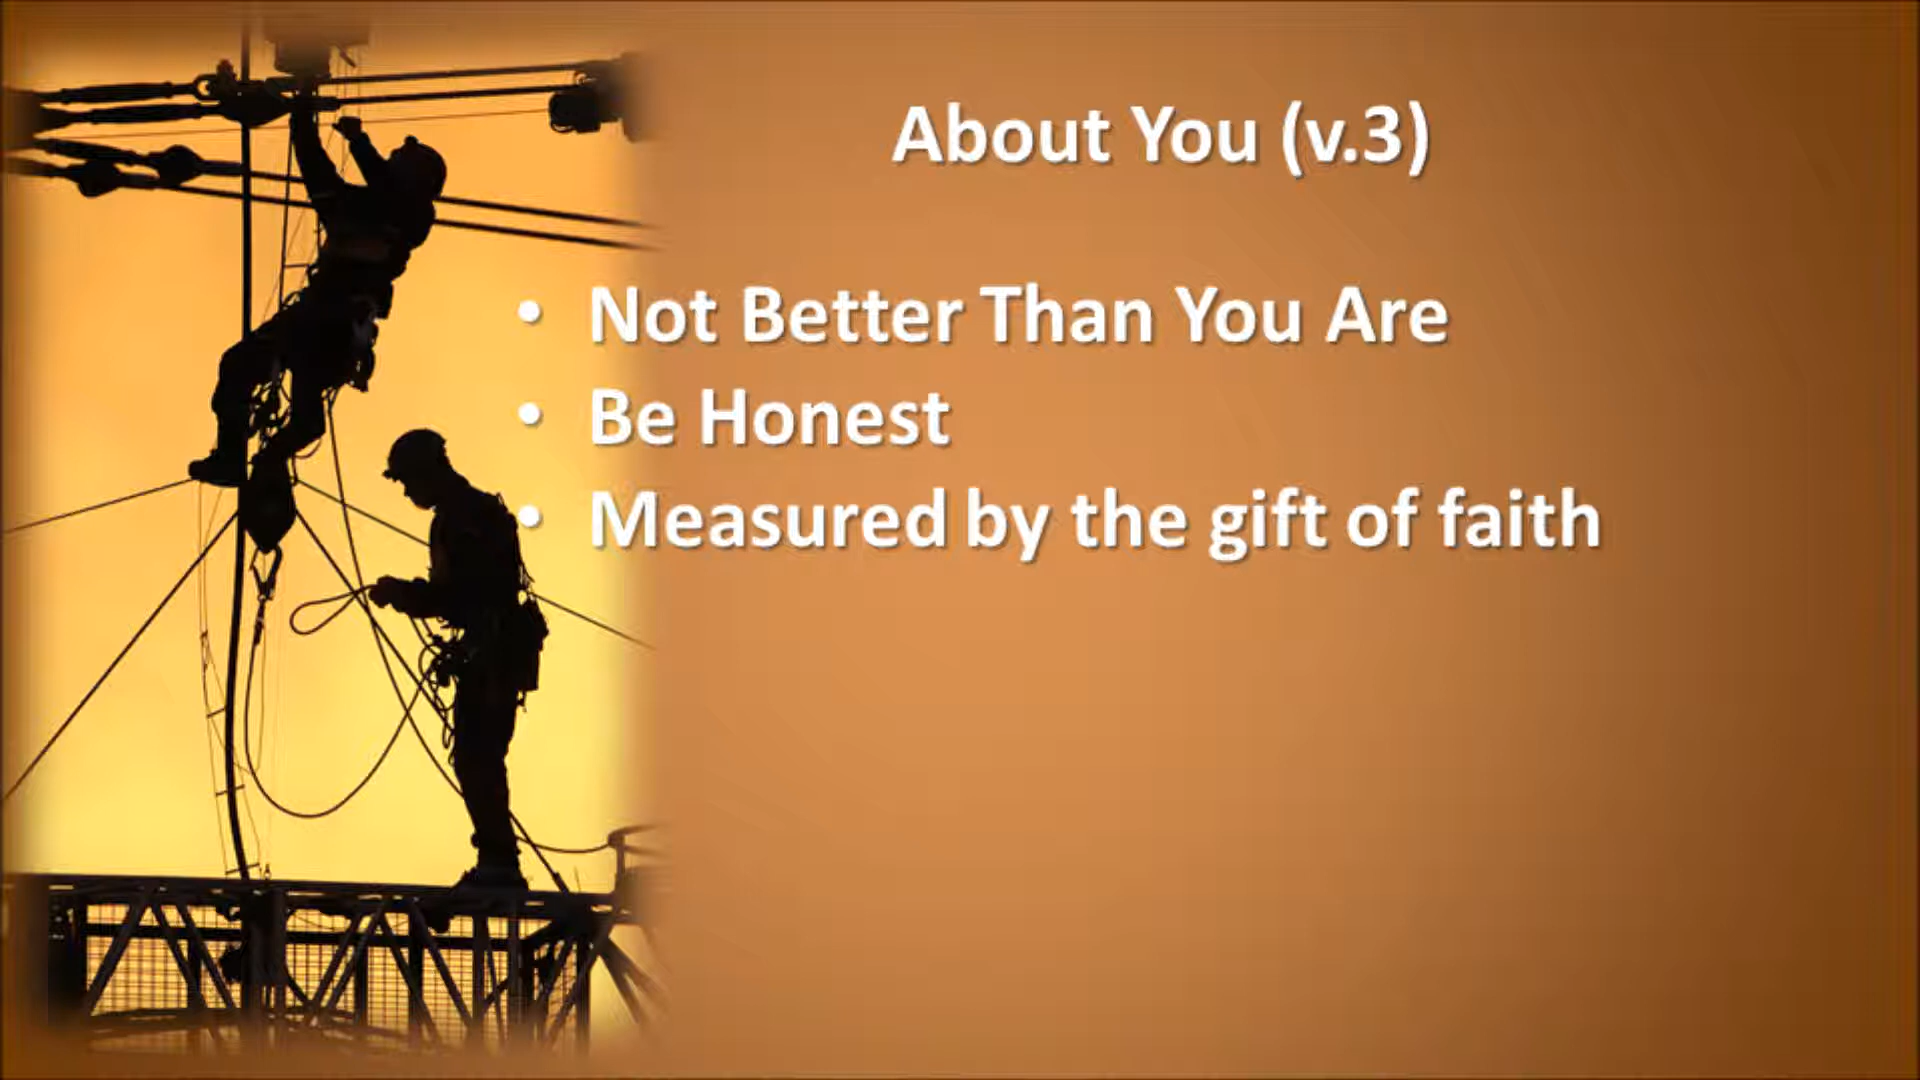 About You (v.3)
• Not Better Than You Are
• Be Honest
• Measured by the gift of faith